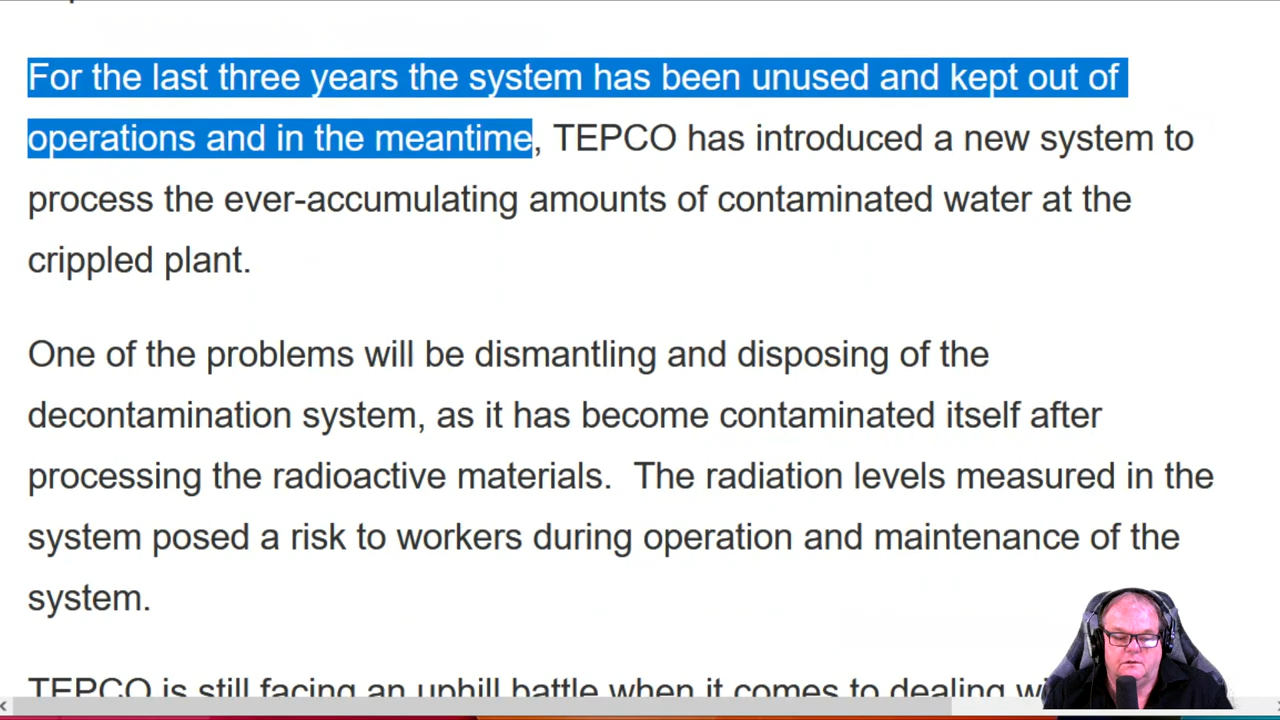 For the last three years the system has been unused and kept out of
operations and in the meantime, TEPCO has introduced a new system to
process the ever-accumulating amounts of contaminated water at the
crippled plant.
One of the problems will be dismantling and disposing of the
decontamination system, as it has become contaminated itself after
processing the radioactive materials.  The radiation levels measured in the
system posed a risk to workers during operation and maintenance of the
system.
TEPCO is still facing an uphill battle when it comes to dealing